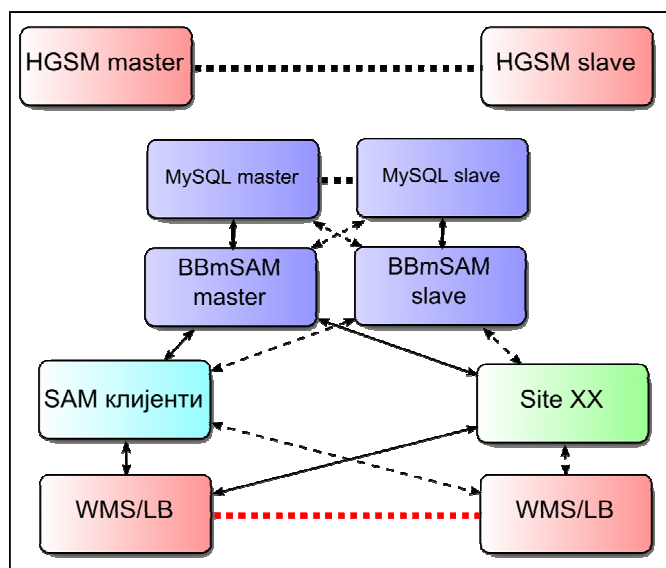 HGSM master
HGSM slave
MySQL master
MySQL slave
BBmSAM
master
BBmSAM
slave
SAM клијенти
Site XX
WMS/LB
WMS/LB